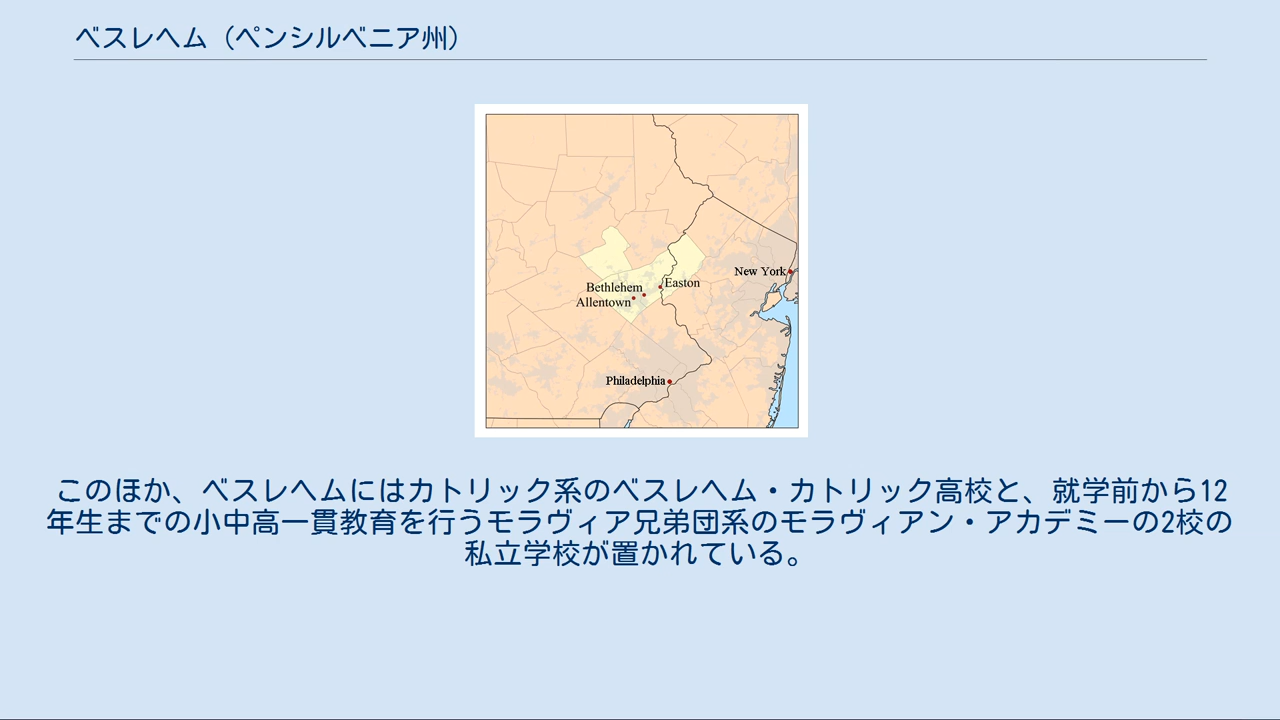 ベスレヘム（ペンシルベニア州）
New York
Easton
Bethlehem
Allentown
Philadelphia
このほか、ベスレヘムにはカトリック系のベスレヘム・カトリック高校と、就学前から12
年生までの小中高一貫教育を行うモラヴィア兄弟団系のモラヴィアン・アカデミーの2校の
私立学校が置かれている。